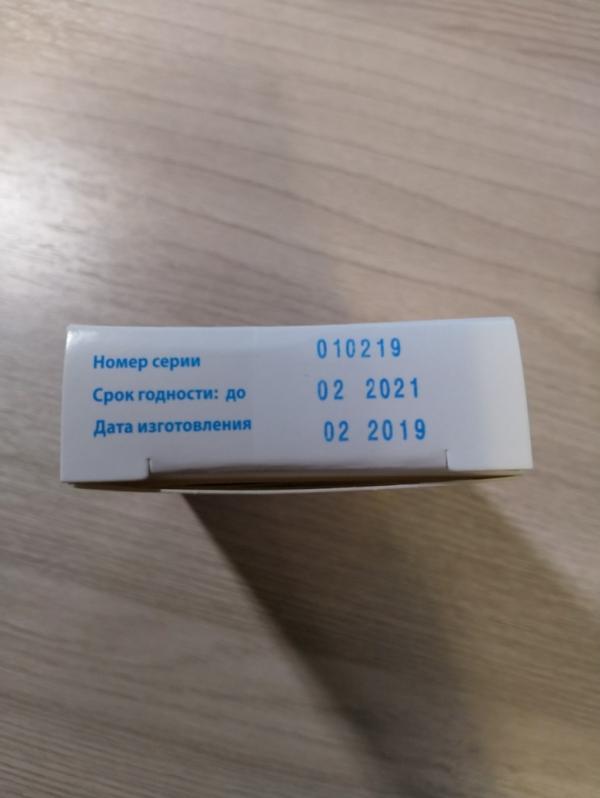 Номер серии 010219
Срок годности: до 02 2021
Дата изготовления 02 2019